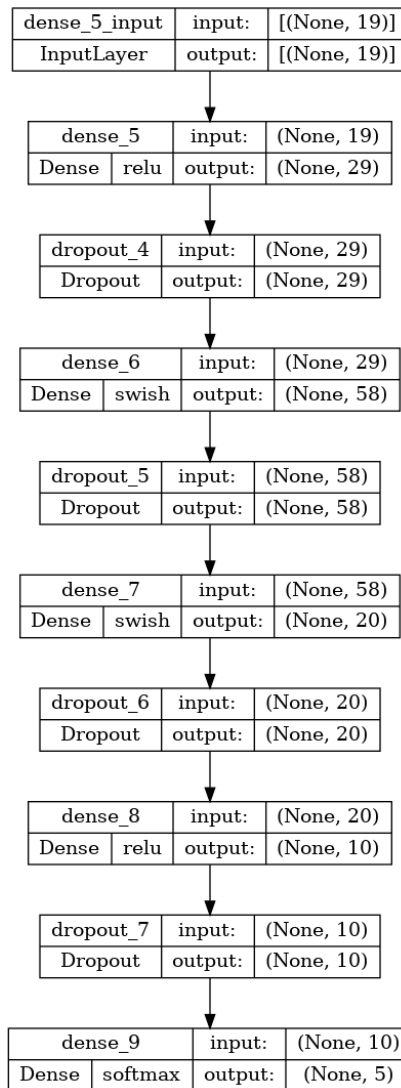 dense_5_input input: [(None, 19)]
InputLayer output: [(None, 19)]
dense_5 input: (None, 19)
Dense relu output: (None, 29)
dropout_4 input: (None, 29)
Dropout output: (None, 29)
dense_6 input: (None, 29)
Dense swish output: (None, 58)
dropout_5 input: (None, 58)
Dropout output: (None, 58)
dense_7 input: (None, 58)
Dense swish output: (None, 20)
dropout_6 input: (None, 20)
Dropout output: (None, 20)
dense_8 input: (None, 20)
Dense relu output: (None, 10)
dropout_7 input: (None, 10)
Dropout output: (None, 10)
dense_9 input: (None, 10)
Dense softmax output: (None, 5)